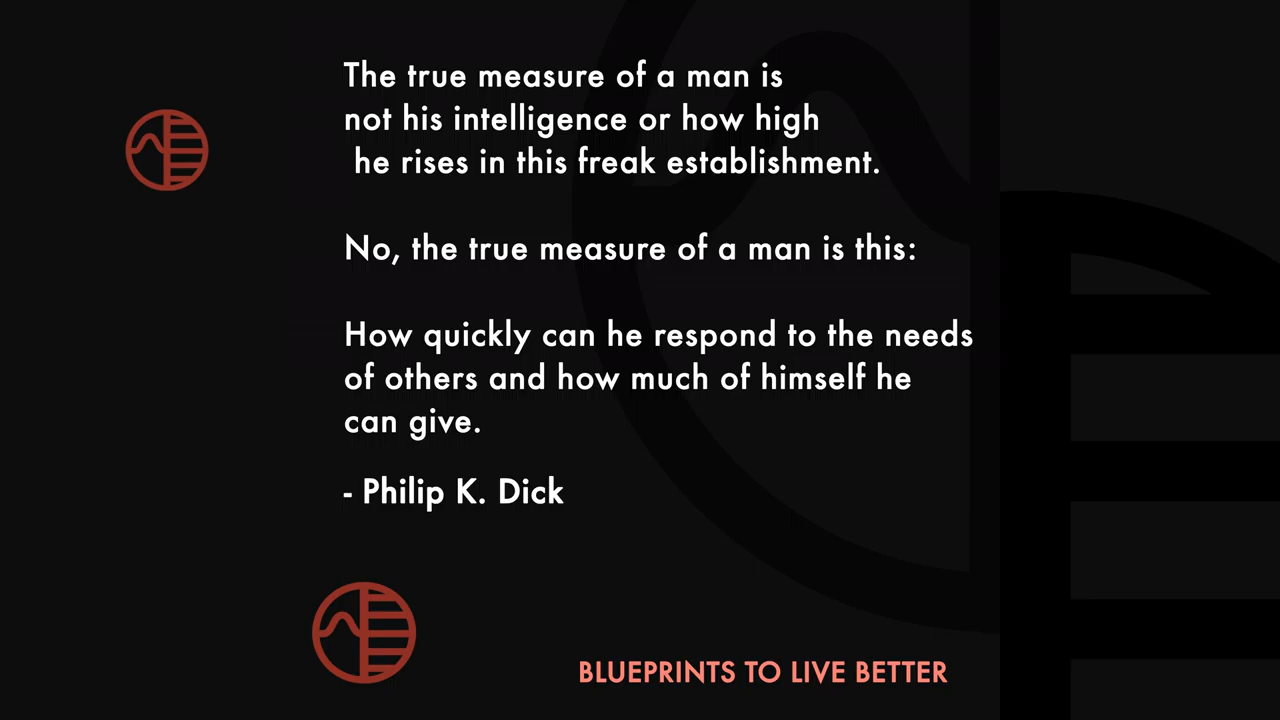 The true measure of a man is
not his intelligence or how high
he rises in this freak establishment.
No, the true measure of a man is this:
How quickly can he respond to the needs
of others and how much of himself he
can give.
- Philip K. Dick
BLUEPRINTS TO LIVE BETTER